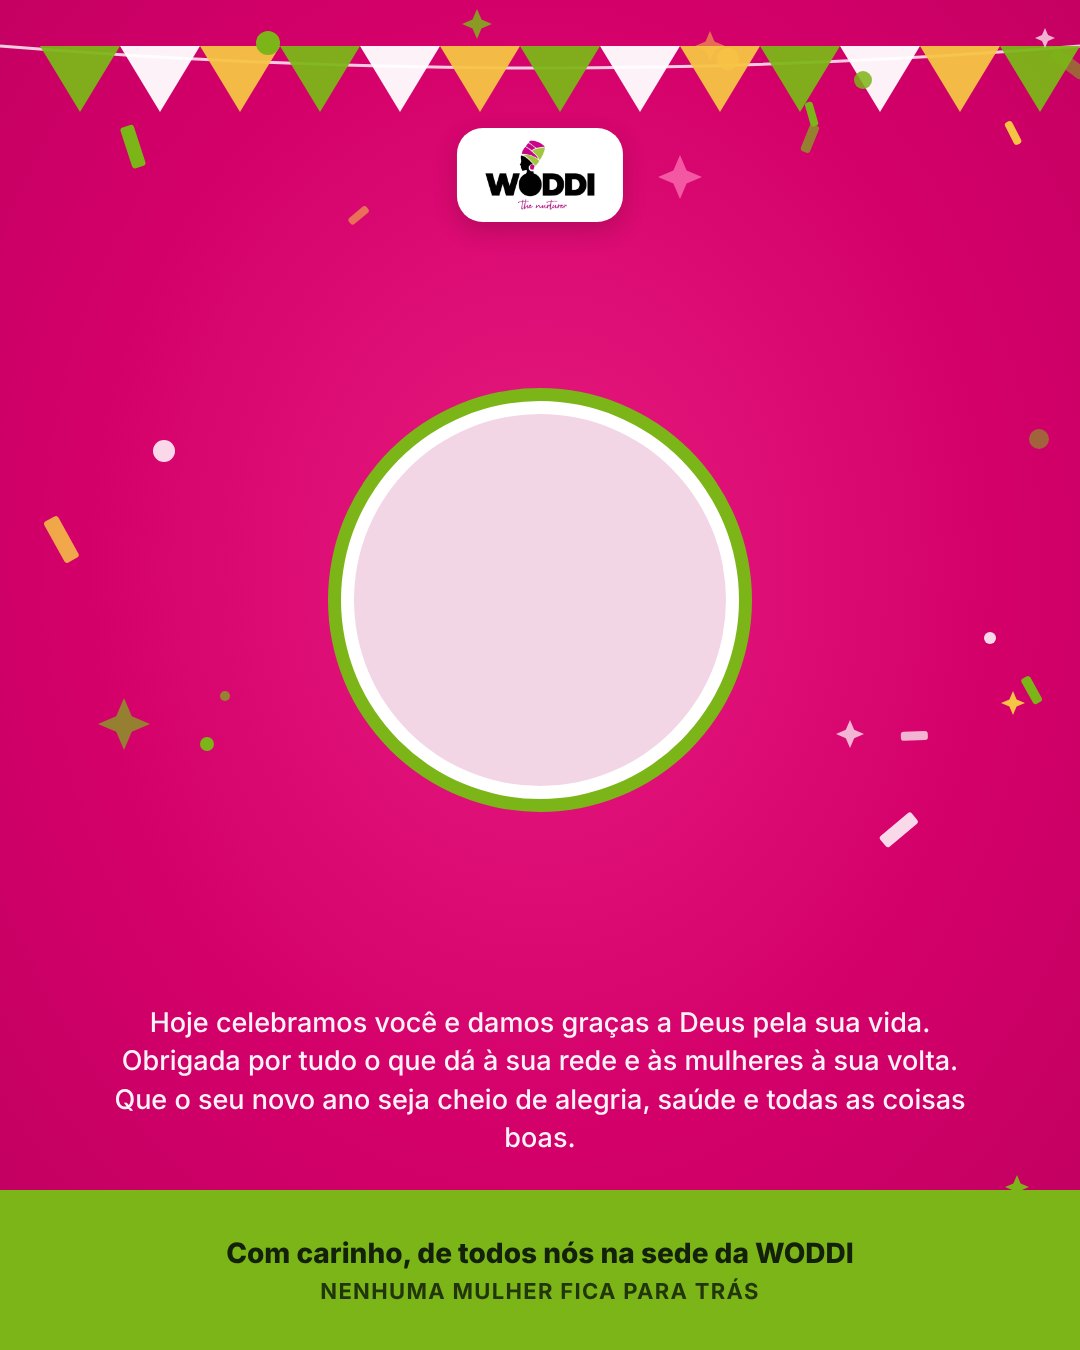 WODDI
the nurturer
Hoje celebramos você e damos graças a Deus pela sua vida.
Obrigada por tudo o que dá à sua rede e às mulheres à sua volta.
Que o seu novo ano seja cheio de alegria, saúde e todas as coisas
boas.
Com carinho, de todos nós na sede da WODDI
NENHUMA MULHER FICA PARA TRÁS